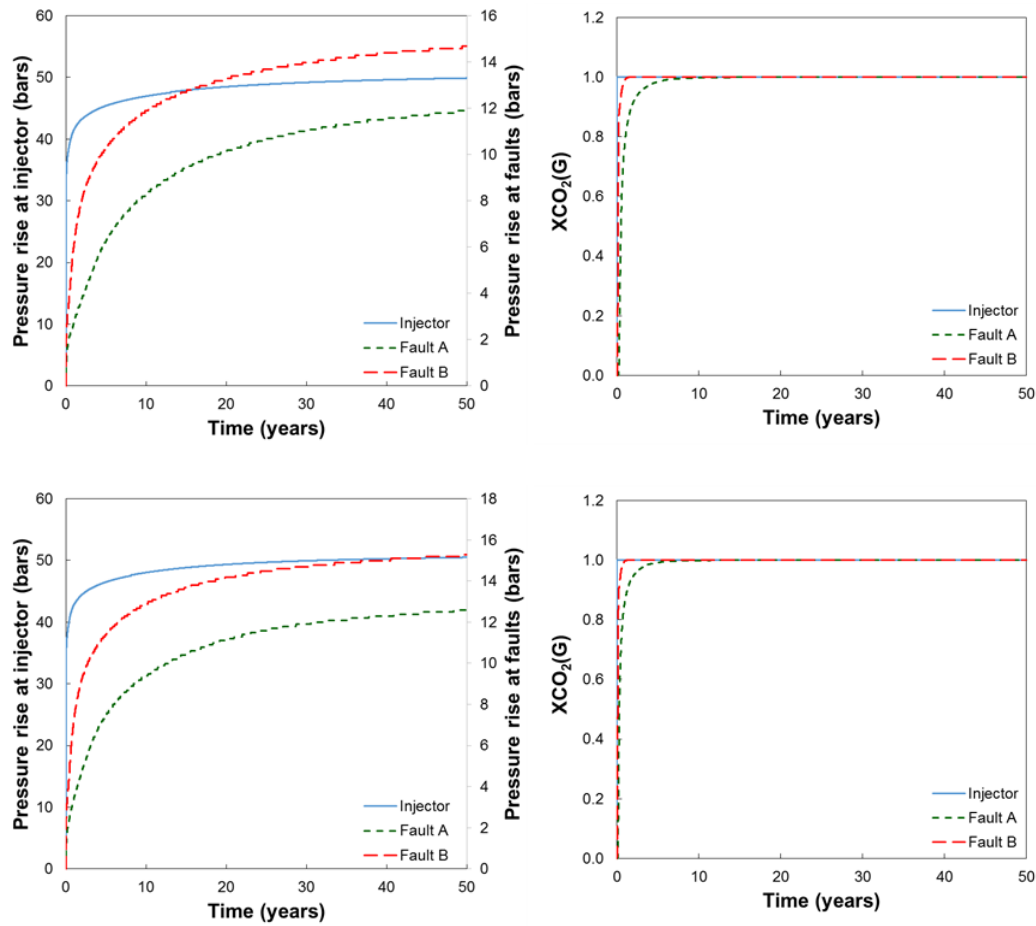 Pressure rise at injector (bars)
60
50
40
30
20
10
0
Pressure rise at faults (bars)
16
14
12
10
8
6
4
2
0
Injector
Fault A
Fault B
0 10 20 30 40 50
Time (years)
XCO₂(G)
1.2
1.0
0.8
0.6
0.4
0.2
0.0
Injector
Fault A
Fault B
0 10 20 30 40 50
Time (years)
Pressure rise at injector (bars)
60
50
40
30
20
10
0
Pressure rise at faults (bars)
18
16
14
12
10
8
6
4
2
0
Injector
Fault A
Fault B
0 10 20 30 40 50
Time (years)
XCO₂(G)
1.2
1.0
0.8
0.6
0.4
0.2
0.0
Injector
Fault A
Fault B
0 10 20 30 40 50
Time (years)